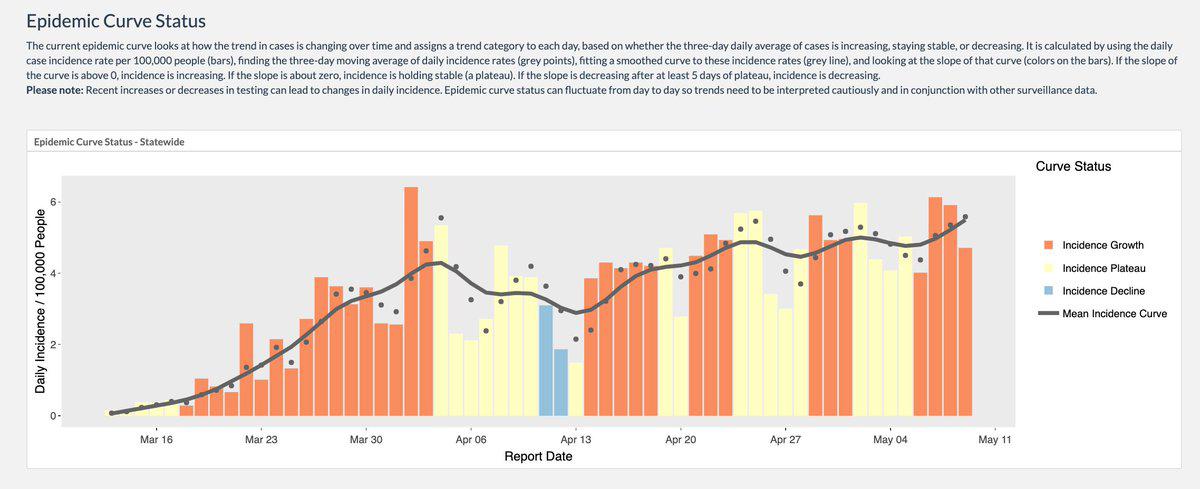 Epidemic Curve Status
The current epidemic curve looks at how the trend in cases is changing over time and assigns a trend category to each day, based on whether the three-day daily average of cases is increasing, staying stable, or decreasing. It is calculated by using the daily
case incidence rate per 100,000 people (bars), finding the three-day moving average of daily incidence rates (grey points), fitting a smoothed curve to these incidence rates (grey line), and looking at the slope of that curve (colors on the bars). If the slope of
the curve is above 0, incidence is increasing. If the slope is about zero, incidence is holding stable (a plateau). If the slope is decreasing after at least 5 days of plateau, incidence is decreasing.
Please note: Recent increases or decreases in testing can lead to changes in daily incidence. Epidemic curve status can fluctuate from day to day so trends need to be interpreted cautiously and in conjunction with other surveillance data.
Epidemic Curve Status - Statewide
Daily Incidence / 100,000 People
6
4
2
0
Mar 16
Mar 23
Mar 30
Apr 06
Apr 13
Apr 20
Apr 27
May 04
May 11
Report Date
Curve Status
Incidence Growth
Incidence Plateau
Incidence Decline
Mean Incidence Curve